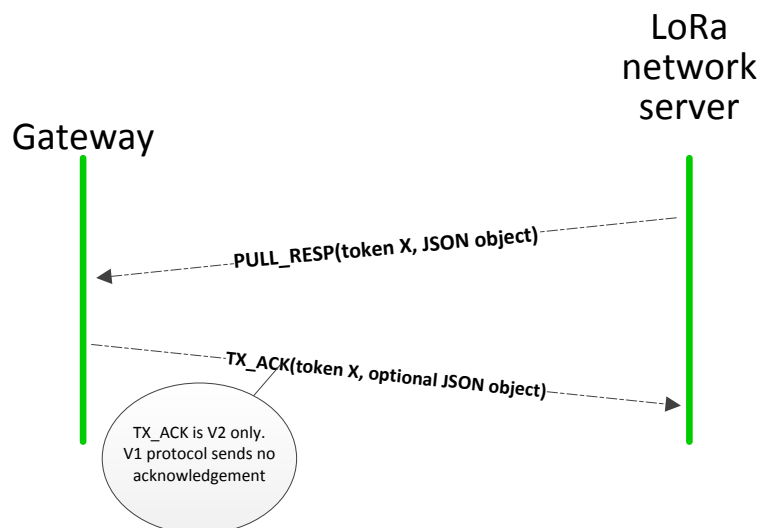 LoRa
network
server
Gateway
PULL_RESP(token X, JSON object)
TX_ACK(token X, optional JSON object)
TX_ACK is V2 only.
V1 protocol sends no
acknowledgement